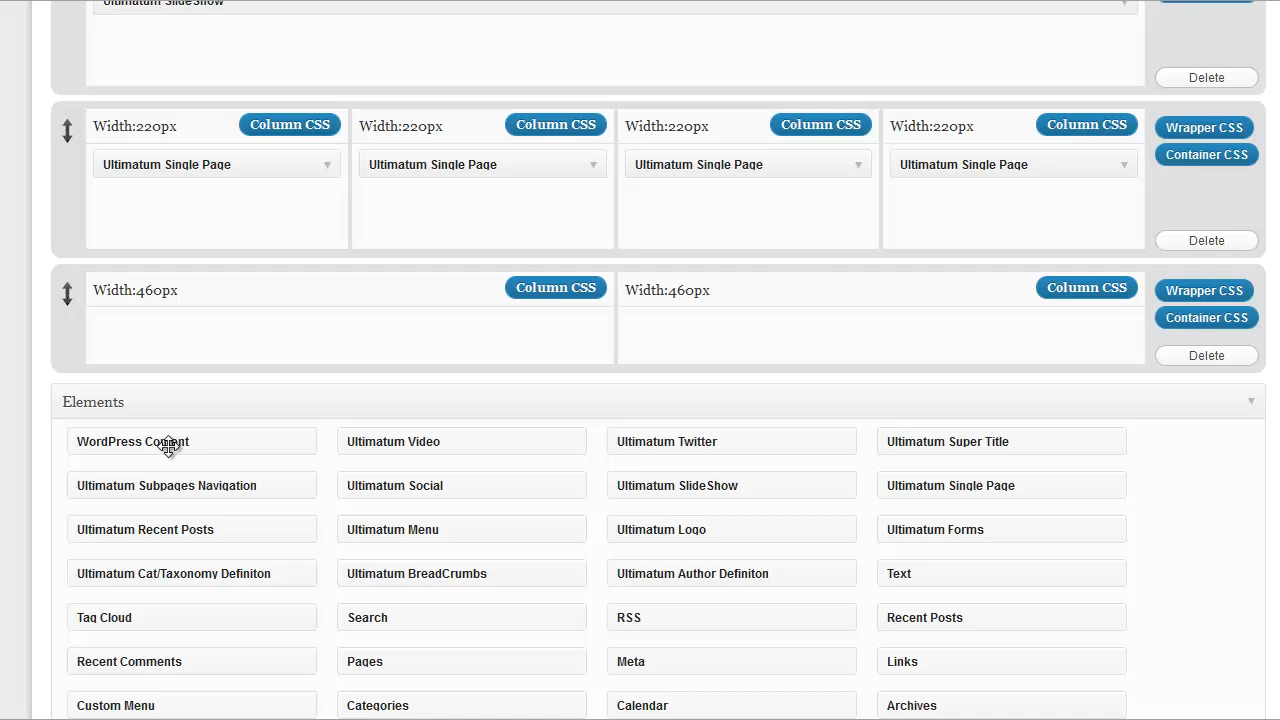 Ultimatum SlideShow
Delete
Width:220px Column CSS Width:220px Column CSS Width:220px Column CSS Width:220px Column CSS Wrapper CSS
Container CSS
Ultimatum Single Page Ultimatum Single Page Ultimatum Single Page Ultimatum Single Page
Delete
Width:460px Column CSS Width:460px Column CSS Wrapper CSS
Container CSS
Delete
Elements
WordPress Content Ultimatum Video Ultimatum Twitter Ultimatum Super Title
Ultimatum Subpages Navigation Ultimatum Social Ultimatum SlideShow Ultimatum Single Page
Ultimatum Recent Posts Ultimatum Menu Ultimatum Logo Ultimatum Forms
Ultimatum Cat/Taxonomy Definiton Ultimatum BreadCrumbs Ultimatum Author Definiton Text
Tag Cloud Search RSS Recent Posts
Recent Comments Pages Meta Links
Custom Menu Categories Calendar Archives